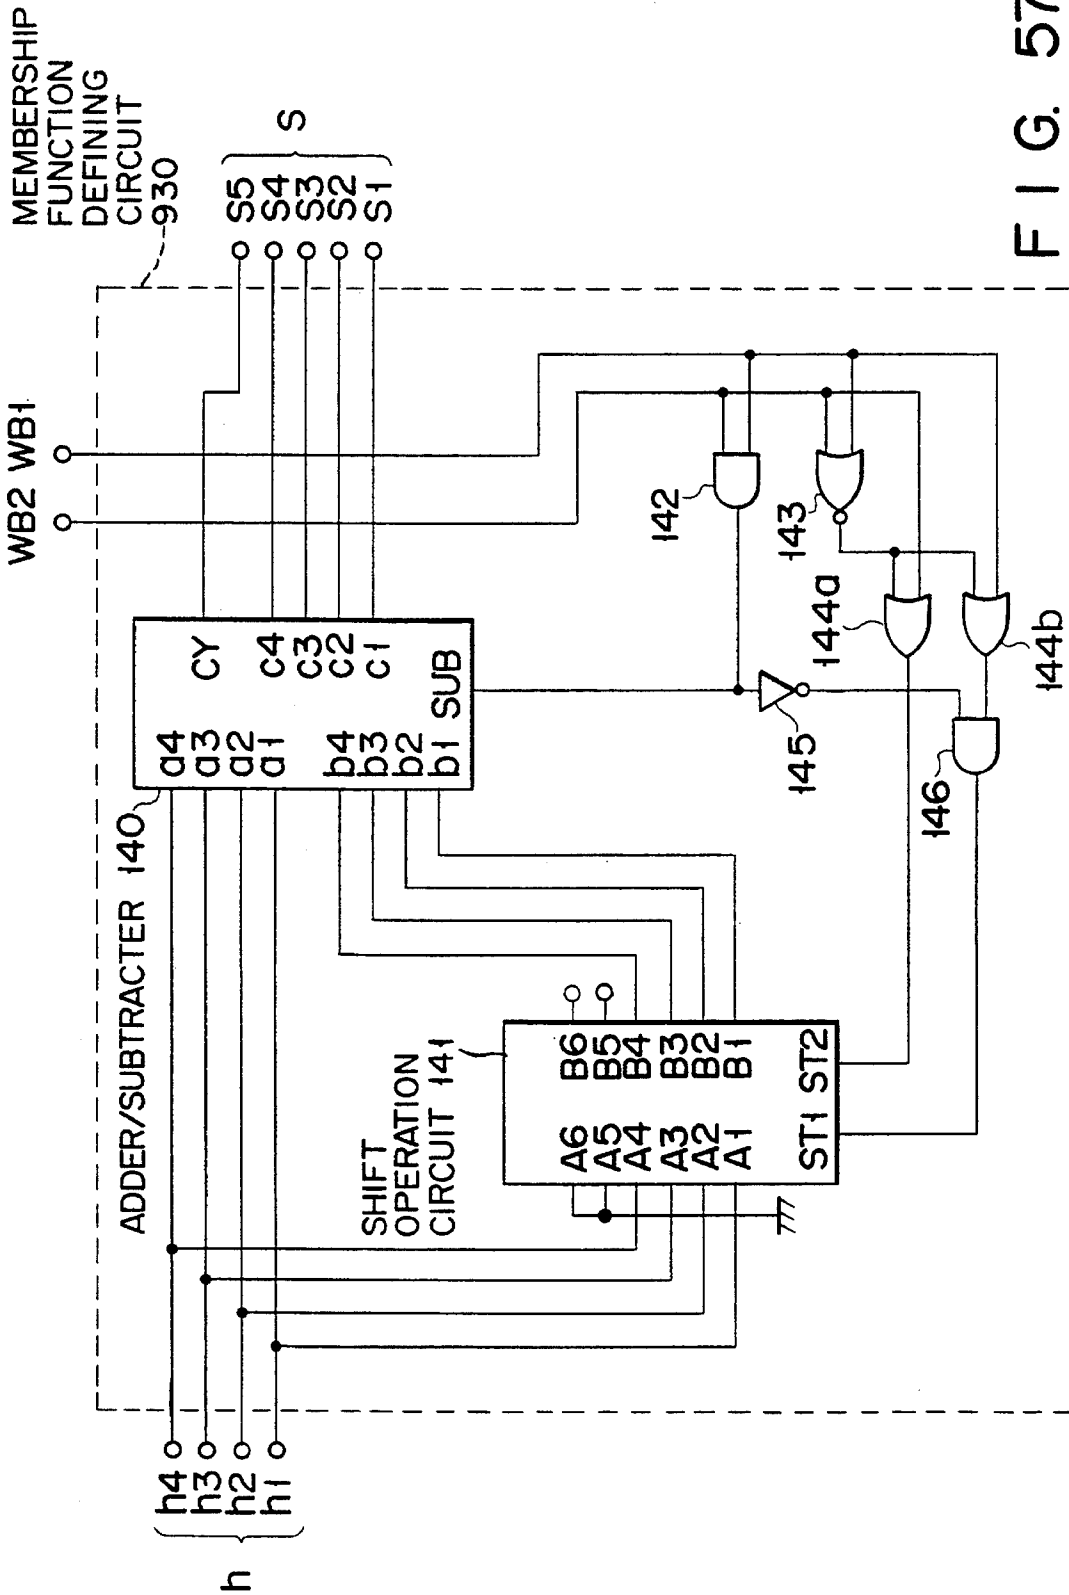 MEMBERSHIP
FUNCTION
DEFINING
CIRCUIT
930
WB2 WB1
S5
S4
S3
S2
S1
S
ADDER/SUBTRACTER 140
a4
a3
a2
a1
b4
b3
b2
b1
CY
C4
C3
C2
C1
SUB
h4
h3
h2
h1
h
SHIFT
OPERATION
CIRCUIT 141
A6
A5
A4
A3
A2
A1
B6
B5
B4
B3
B2
B1
ST1 ST2
142
143
144a
144b
145
146
F I G. 57